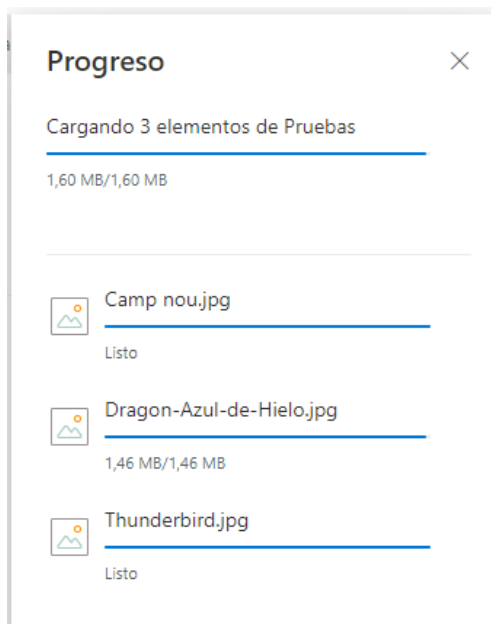 Progreso
Cargando 3 elementos de Pruebas
1,60 MB/1,60 MB
Camp nou.jpg
Listo
Dragon-Azul-de-Hielo.jpg
1,46 MB/1,46 MB
Thunderbird.jpg
Listo